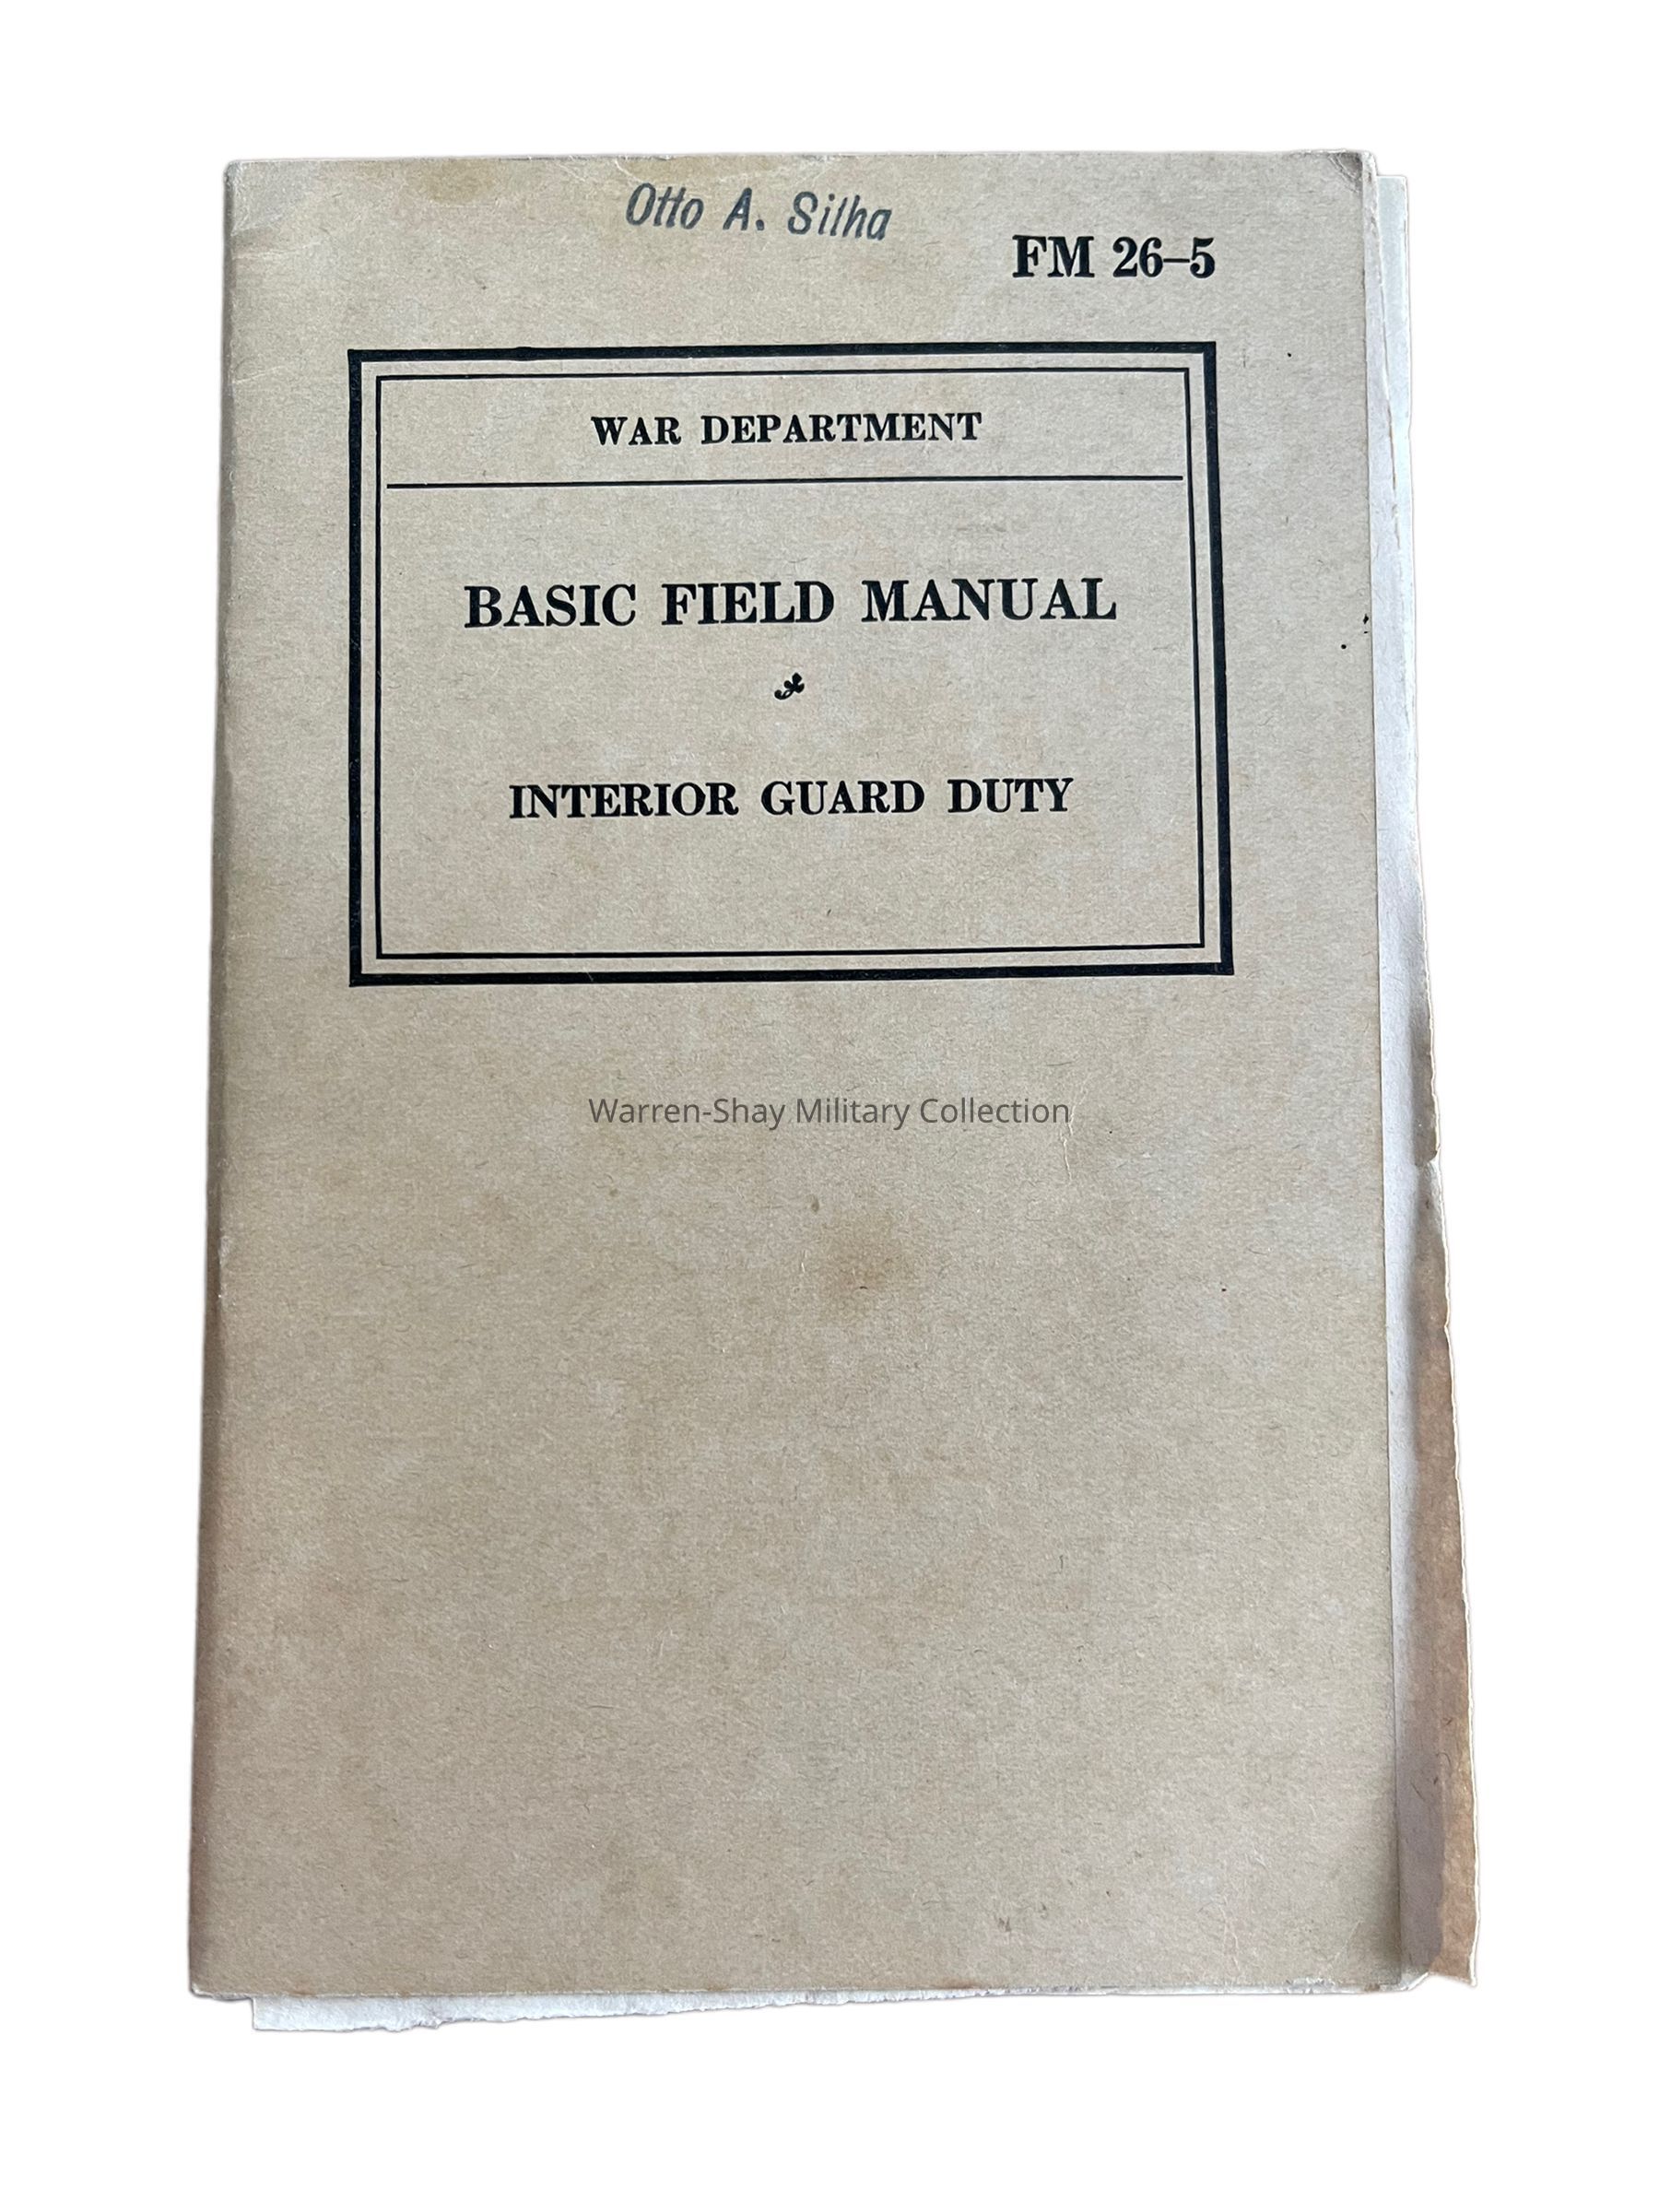 Otto A. Silha
FM 26–5
WAR DEPARTMENT
BASIC FIELD MANUAL
INTERIOR GUARD DUTY
Warren-Shay Military Collection